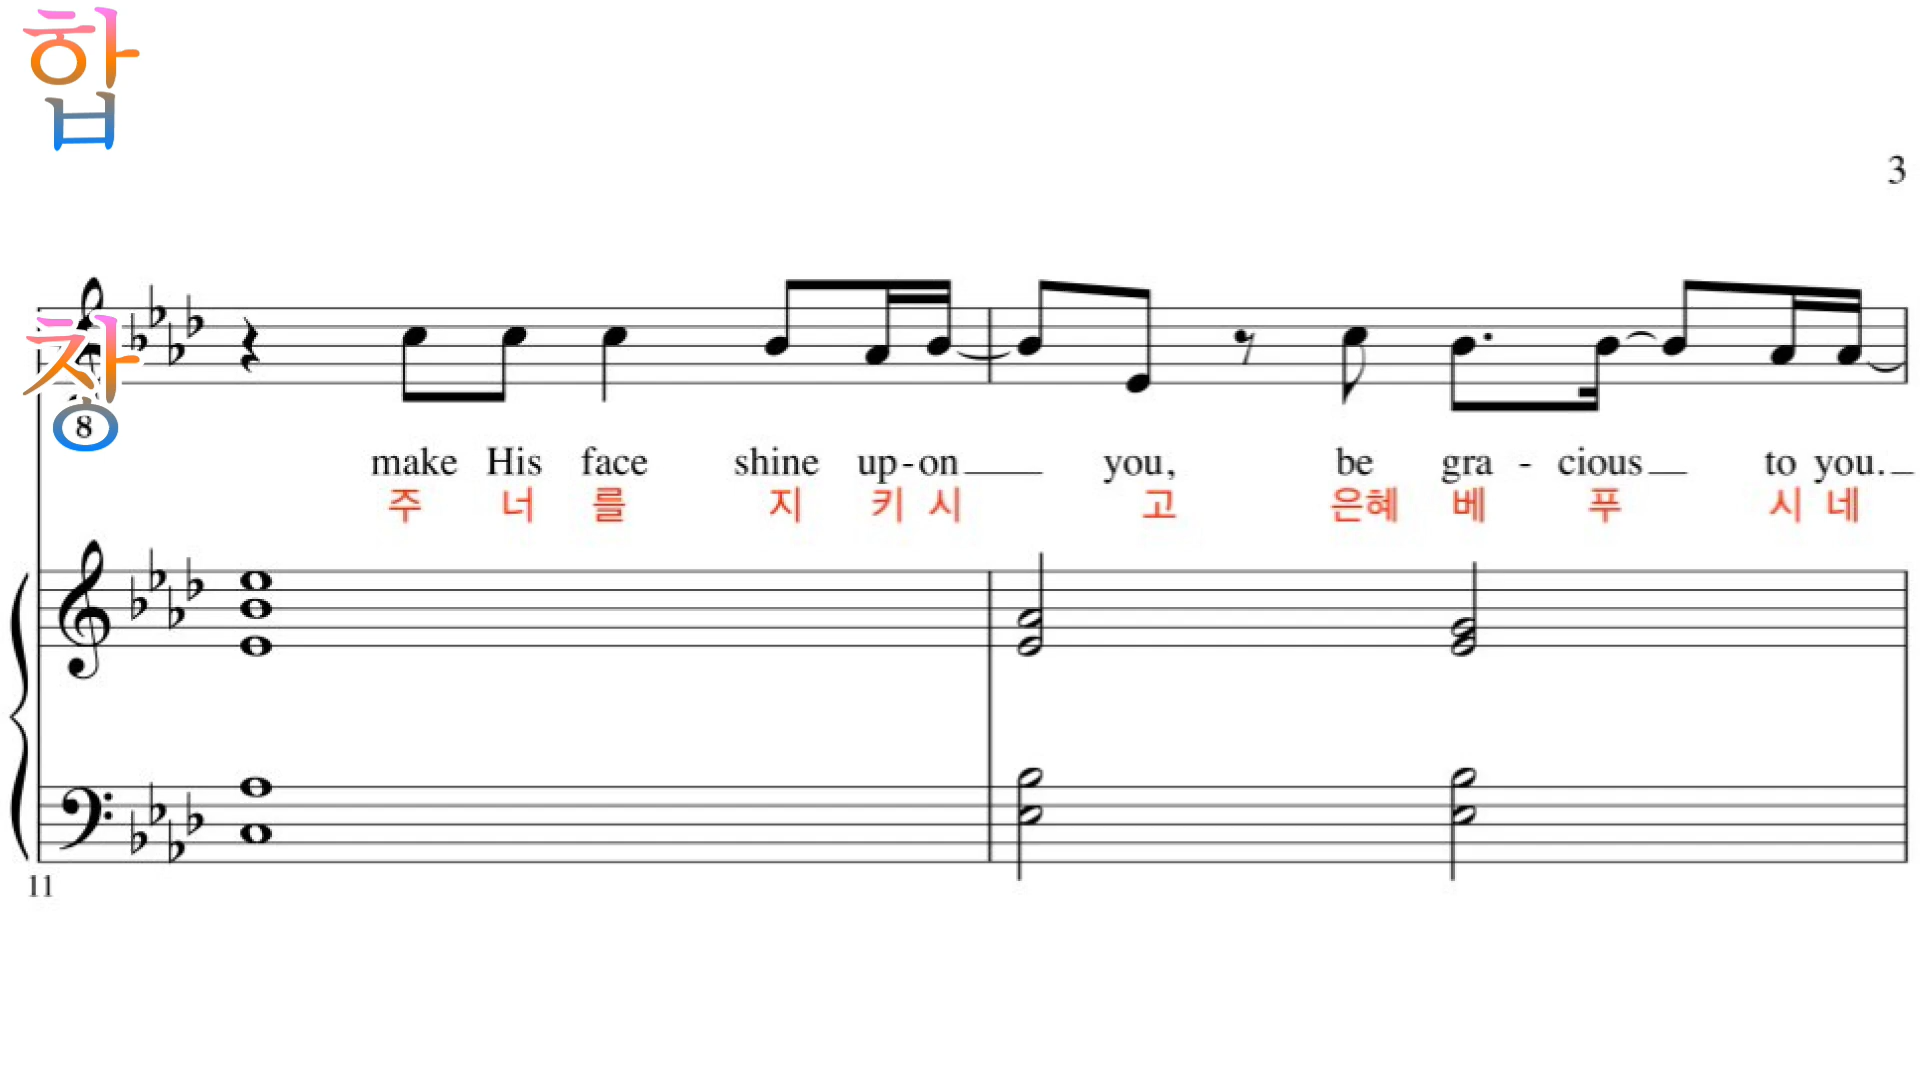 합
창
3
8
make His face shine up-on you, be gra - cious to you.
주 너 를 지 키 시 고 은혜 베 푸 시 네
11